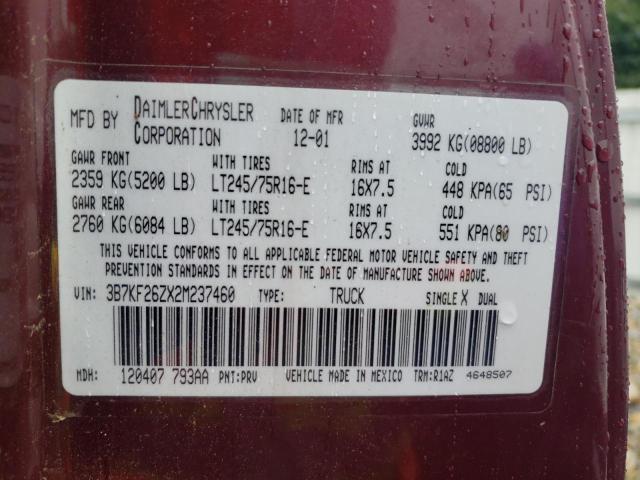 MFD BY DAIMLERCHRYSLER CORPORATION DATE OF MFR 12-01 GVWR 3992 KG(08800 LB)
GAWR FRONT WITH TIRES RIMS AT COLD
2359 KG(5200 LB) LT245/75R16-E 16X7.5 448 KPA(65 PSI)
GAWR REAR WITH TIRES RIMS AT COLD
2760 KG(6084 LB) LT245/75R16-E 16X7.5 551 KPA(80 PSI)
THIS VEHICLE CONFORMS TO ALL APPLICABLE FEDERAL MOTOR VEHICLE SAFETY AND THEFT
PREVENTION STANDARDS IN EFFECT ON THE DATE OF MANUFACTURE SHOWN ABOVE.
VIN: 3B7KF26ZX2M237460 TYPE: TRUCK SINGLE X DUAL
MDH: 120407 793AA PNT:PRV VEHICLE MADE IN MEXICO TRM:R1AZ 4648507